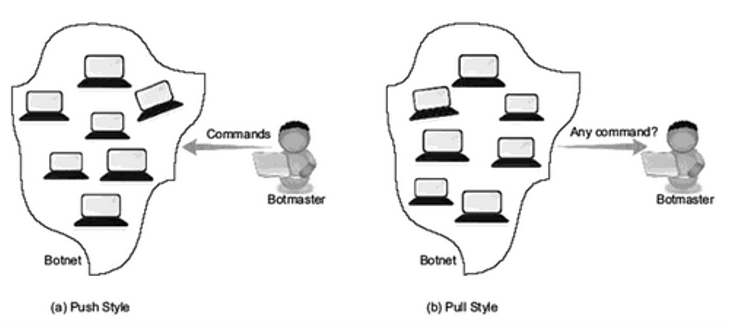 Commands
Any command?
Botmaster
Botmaster
Botnet
Botnet
(a) Push Style
(b) Pull Style